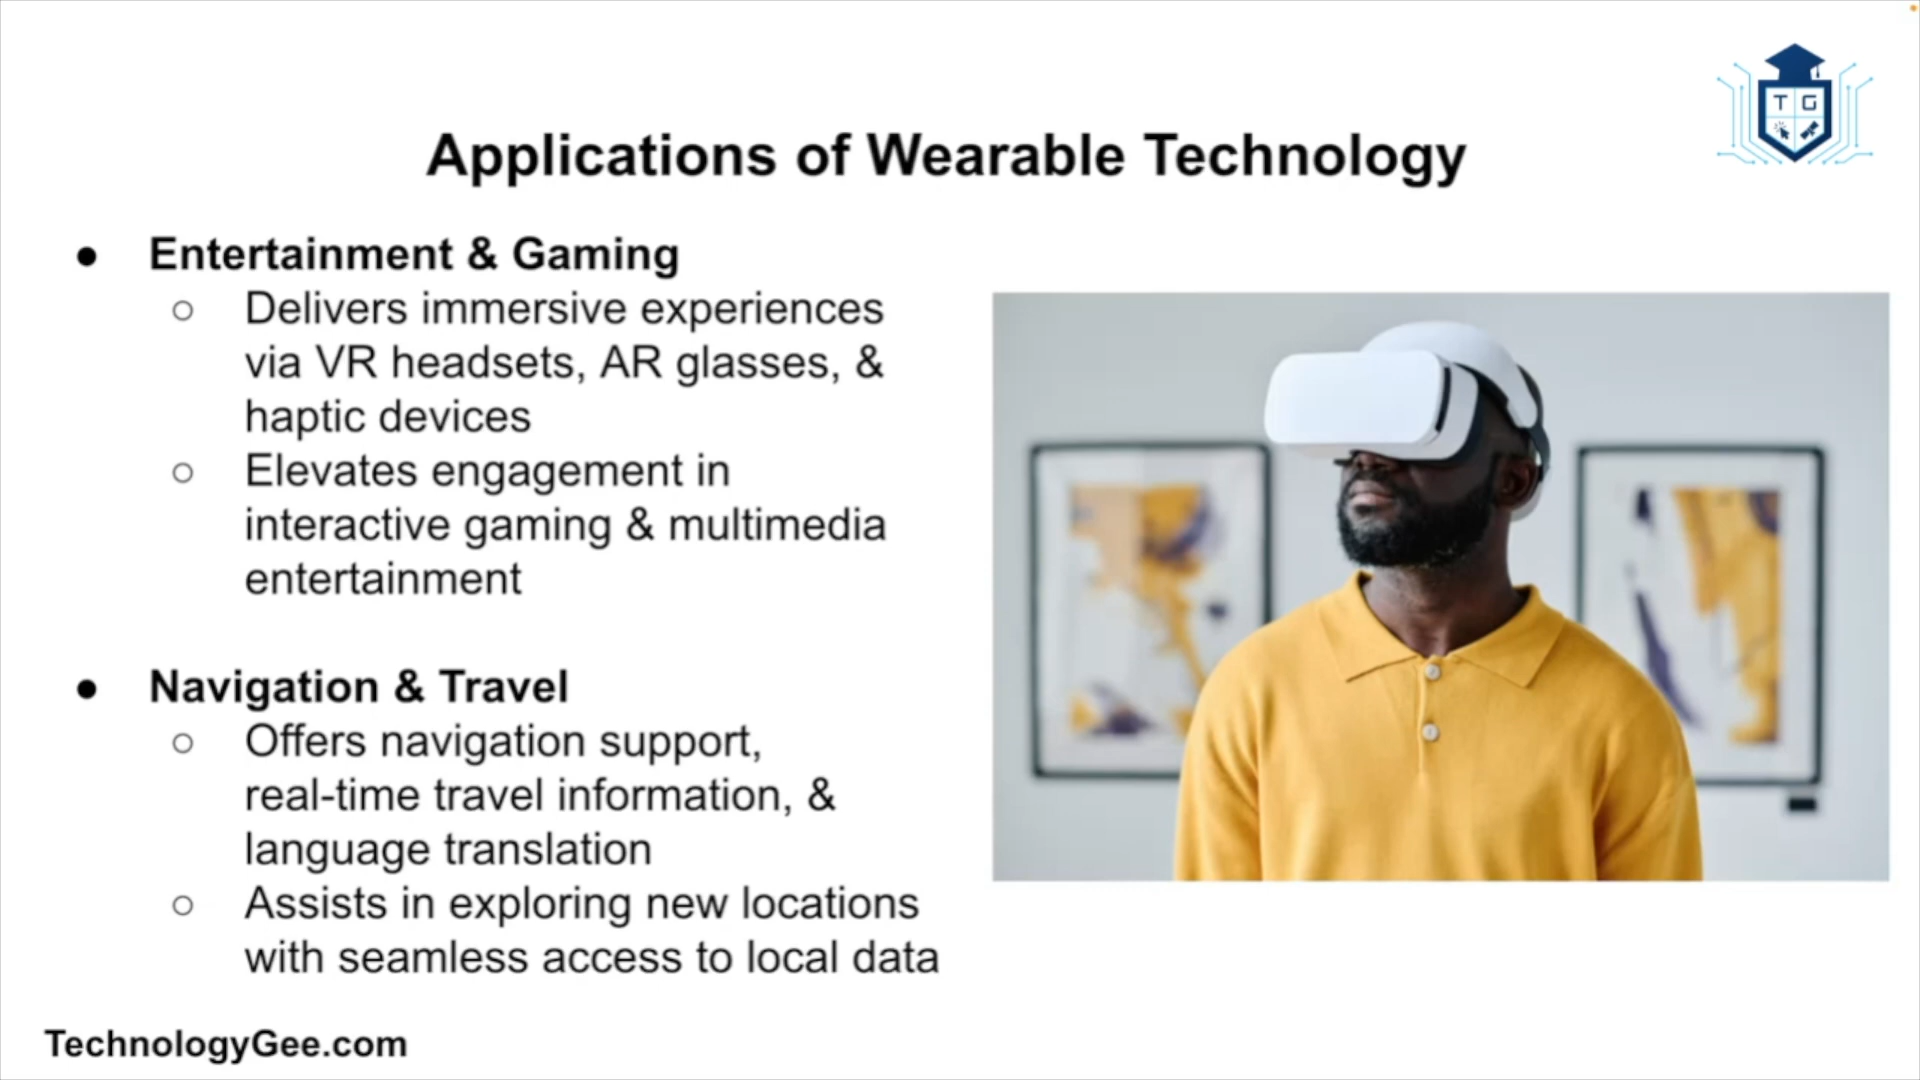 T G
Applications of Wearable Technology
● Entertainment & Gaming
○ Delivers immersive experiences
via VR headsets, AR glasses, &
haptic devices
○ Elevates engagement in
interactive gaming & multimedia
entertainment
● Navigation & Travel
○ Offers navigation support,
real-time travel information, &
language translation
○ Assists in exploring new locations
with seamless access to local data
TechnologyGee.com